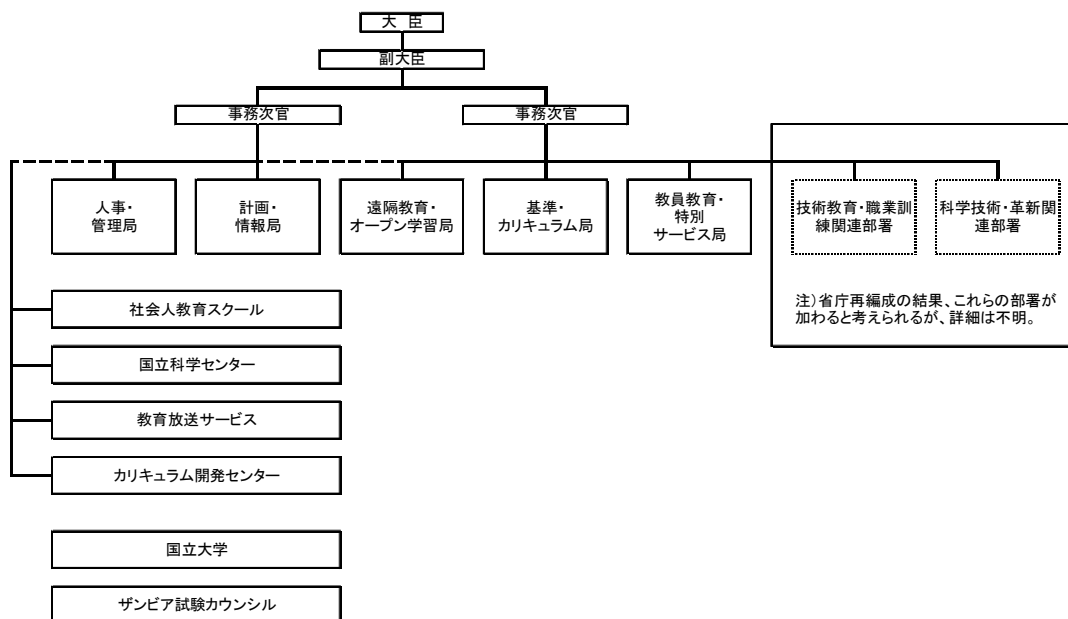 大 臣
副大臣
事務次官
事務次官
人事・
管理局
計画・
情報局
遠隔教育・
オープン学習局
基準・
カリキュラム局
教員教育・
特別
サービス局
技術教育・職業訓
練関連部署
科学技術・革新関
連部署
注）省庁再編成の結果、これらの部署が
加わると考えられるが、詳細は不明。
社会人教育スクール
国立科学センター
教育放送サービス
カリキュラム開発センター
国立大学
ザンビア試験カウンシル